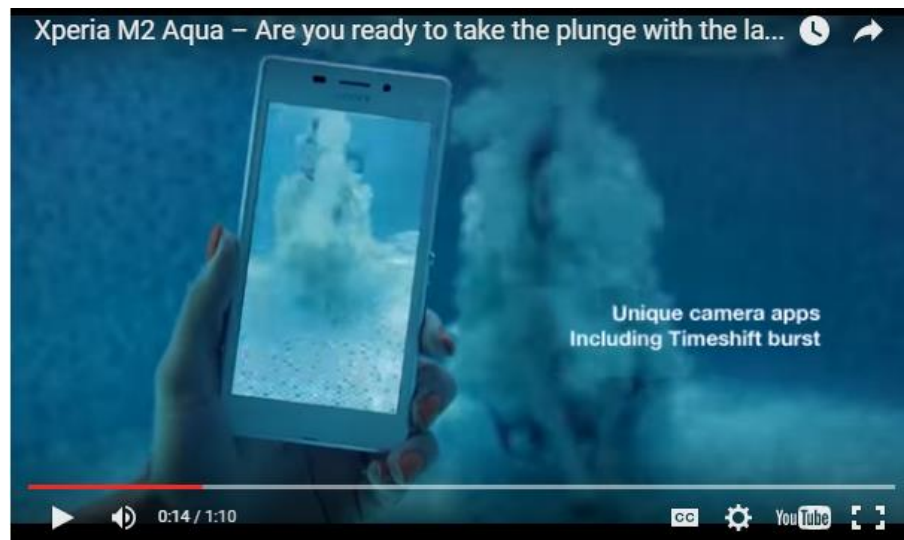 Xperia M2 Aqua – Are you ready to take the plunge with the la...
Unique camera apps
Including Timeshift burst
0:14 / 1:10
CC
YouTube